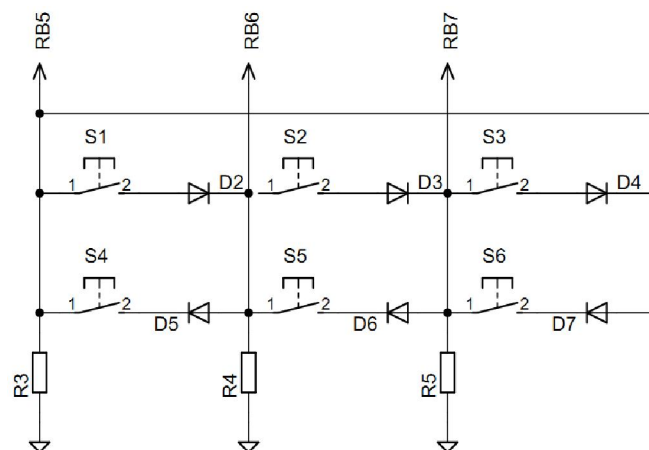 RB5 RB6 RB7
S1 S2 S3
1 2 D2 1 2 D3 1 2 D4
S4 S5 S6
1 2 D5 1 2 D6 1 2 D7
R3 R4 R5